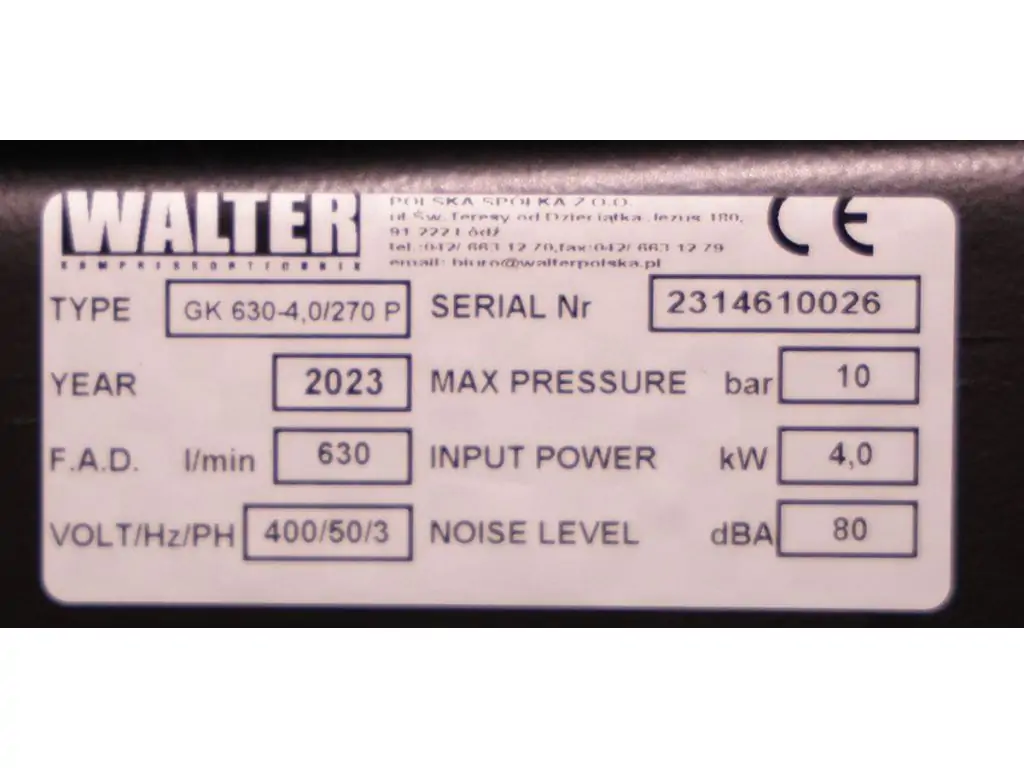 WALTER
KOMPRESSORTECHNIK
POLSKA SPÓŁKA Z O.O.
ul.Św.Teresy od Dzieciątka Jezus 180,
91 222 Łódź
tel.:042/ 663 12 70,fax:042/ 663 12 79
email: biuro@walterpolska.pl
CE
TYPE GK 630-4,0/270 P SERIAL Nr 2314610026
YEAR 2023 MAX PRESSURE bar 10
F.A.D. l/min 630 INPUT POWER kW 4,0
VOLT/Hz/PH 400/50/3 NOISE LEVEL dBA 80